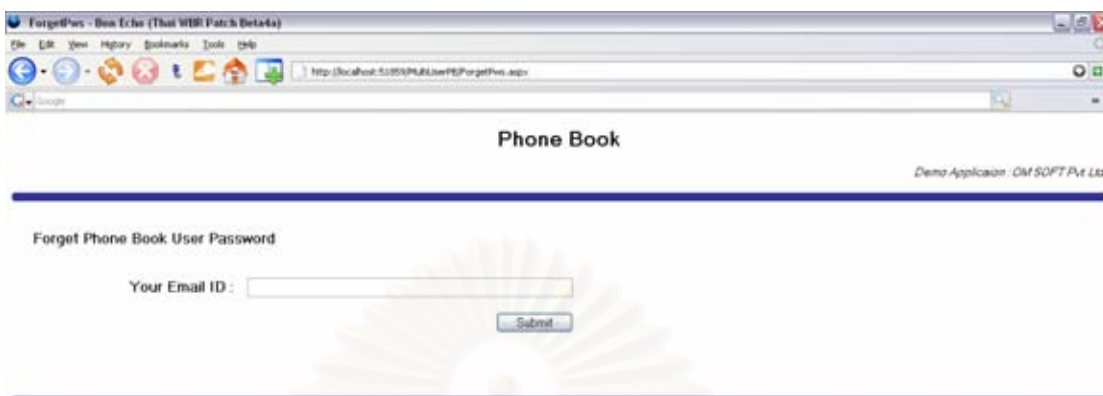 ForgetPws - Bon Echo (Thai WBR Patch Beta4a)
File Edit View History Bookmarks Tools Help
http://localhost:51859/MultiUserPB/ForgetPws.aspx
Google
Phone Book
Demo Applicaion : OM SOFT Pvt Ltd
Forget Phone Book User Password
Your Email ID :
Submit